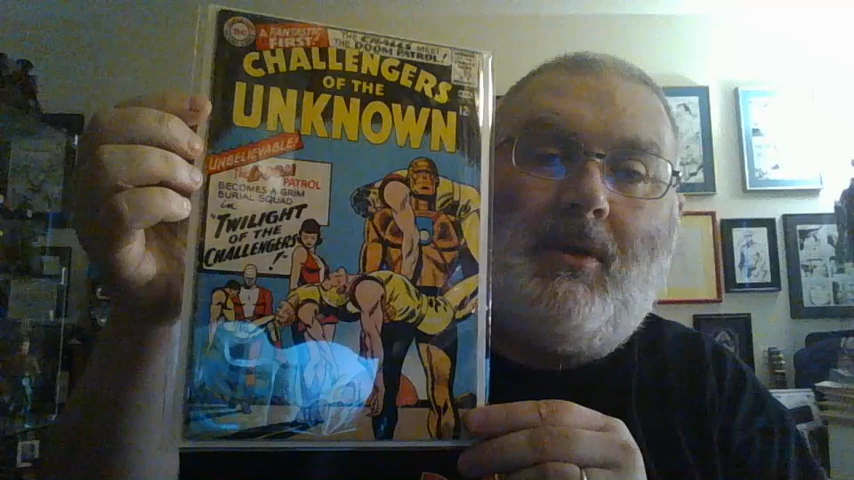 DC
A FANTASTIC
FIRST!
THE CHALLS MEET
THE DOOM PATROL!
CHALLENGERS
OF THE
UNKNOWN
12¢
UNBELIEVABLE!
The DOOM PATROL
BECOMES A GRIM
BURIAL SQUAD
in
"TWILIGHT
OF THE
CHALLENGERS!"